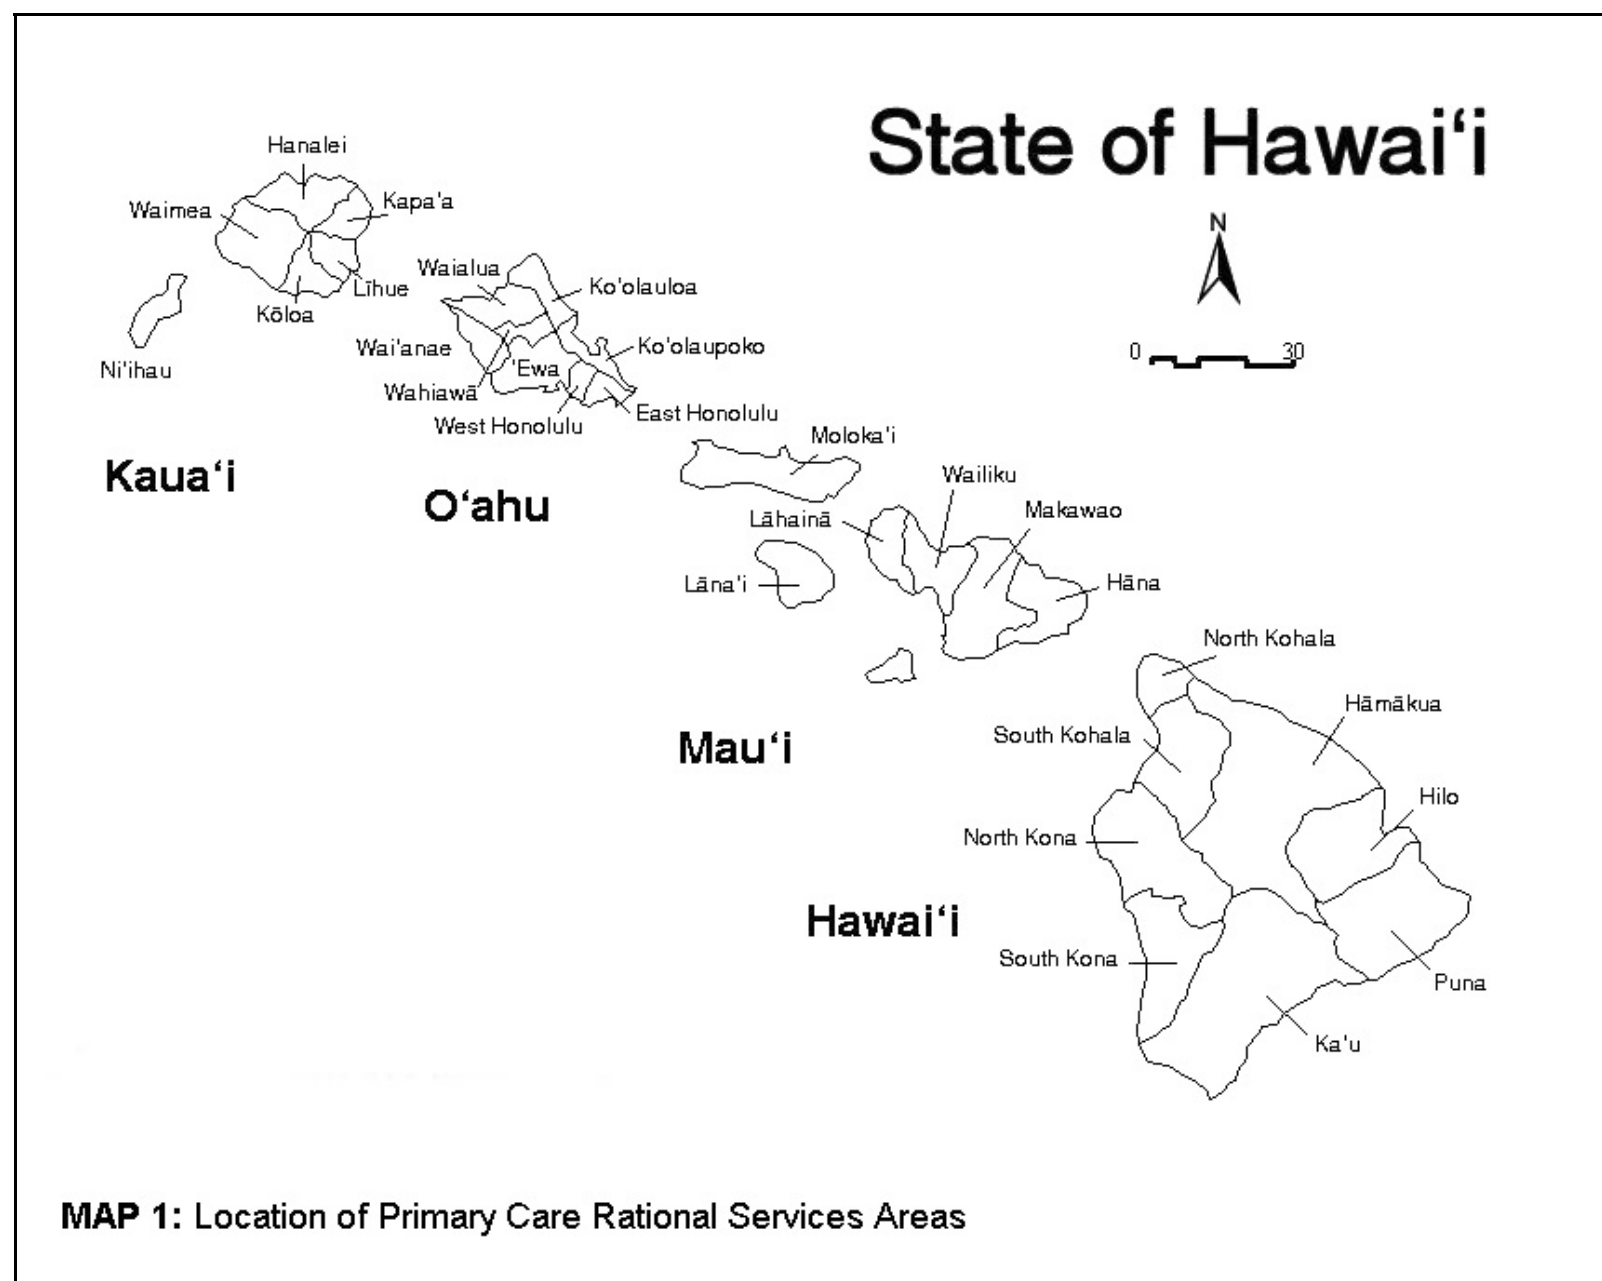 State of Hawai‘i
N
0 30
Hanalei
Waimea
Kapa'a
Līhue
Kōloa
Ni'ihau
Kaua‘i
Waialua
Ko'olauloa
Wai'anae
'Ewa
Ko'olaupoko
Wahiawā
West Honolulu
East Honolulu
O‘ahu
Moloka'i
Wailiku
Makawao
Lāhainā
Lāna'i
Hāna
Mau‘i
North Kohala
Hāmākua
South Kohala
Hilo
North Kona
Hawai‘i
South Kona
Puna
Ka'u
MAP 1: Location of Primary Care Rational Services Areas